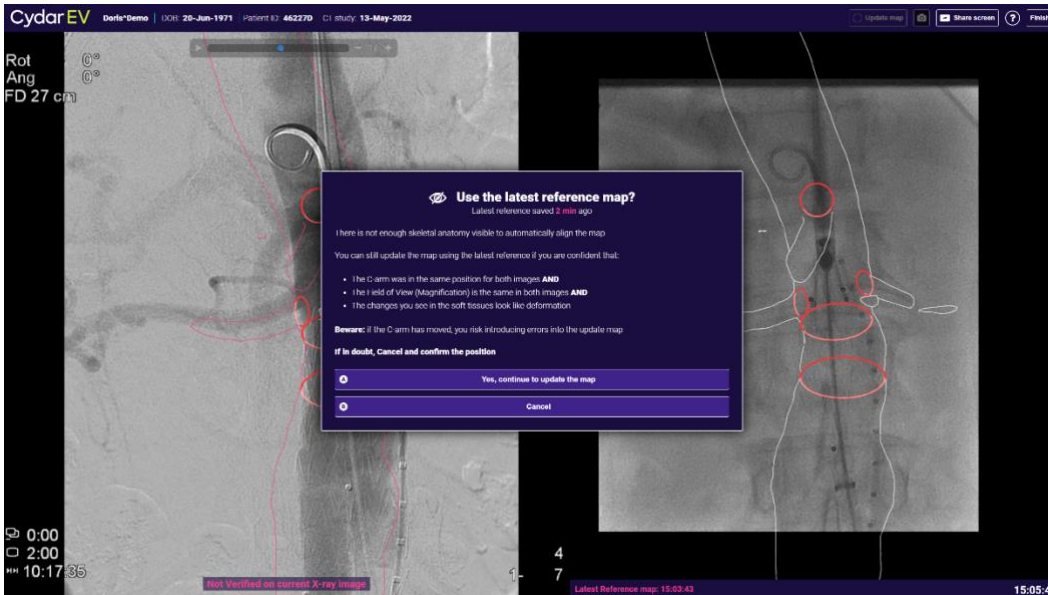 Cydar EV Doris^Demo | DOB: 20-Jun-1971 | Patient ID: 46227D CT study: 13-May-2022 Update map Share screen ? Finish
Rot 0°
Ang 0°
FD 27 cm
Use the latest reference map?
Latest reference saved 2 min ago
There is not enough skeletal anatomy visible to automatically align the map
You can still update the map using the latest reference if you are confident that:
• The C-arm was in the same position for both images AND
• The Field of View (Magnification) is the same in both images AND
• The changes you see in the soft tissues look like deformation
Beware: if the C-arm has moved, you risk introducing errors into the update map
If in doubt, Cancel and confirm the position
A Yes, continue to update the map
B Cancel
0:00
2:00
10:17:35
4
1- 7
Not Verified on current X-ray image
Latest Reference map: 15:03:43